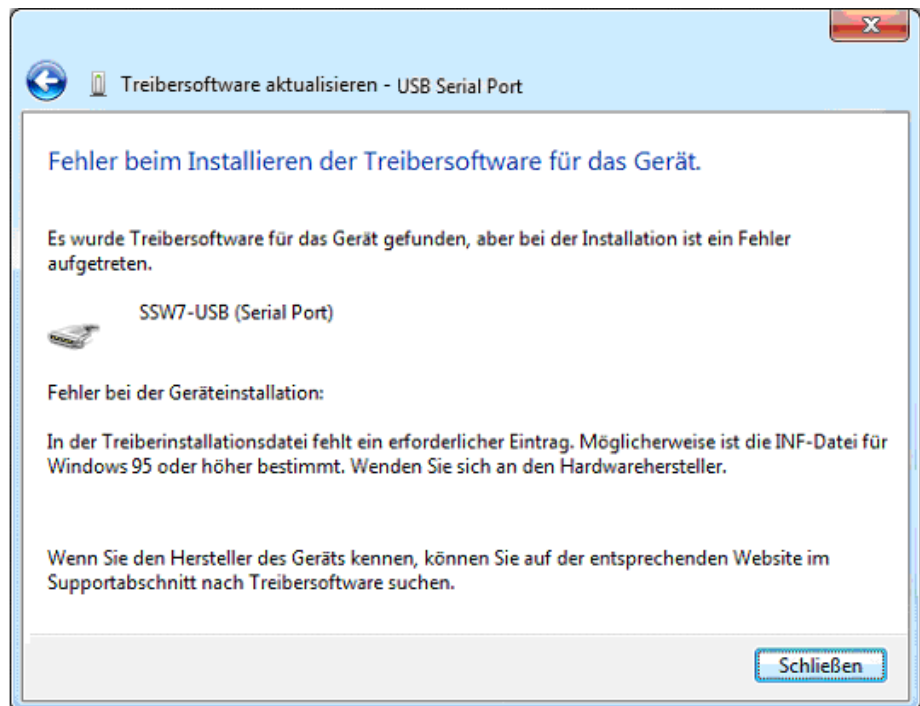 Treibersoftware aktualisieren - USB Serial Port
Fehler beim Installieren der Treibersoftware für das Gerät.
Es wurde Treibersoftware für das Gerät gefunden, aber bei der Installation ist ein Fehler
aufgetreten.
SSW7-USB (Serial Port)
Fehler bei der Geräteinstallation:
In der Treiberinstallationsdatei fehlt ein erforderlicher Eintrag. Möglicherweise ist die INF-Datei für
Windows 95 oder höher bestimmt. Wenden Sie sich an den Hardwarehersteller.
Wenn Sie den Hersteller des Geräts kennen, können Sie auf der entsprechenden Website im
Supportabschnitt nach Treibersoftware suchen.
Schließen